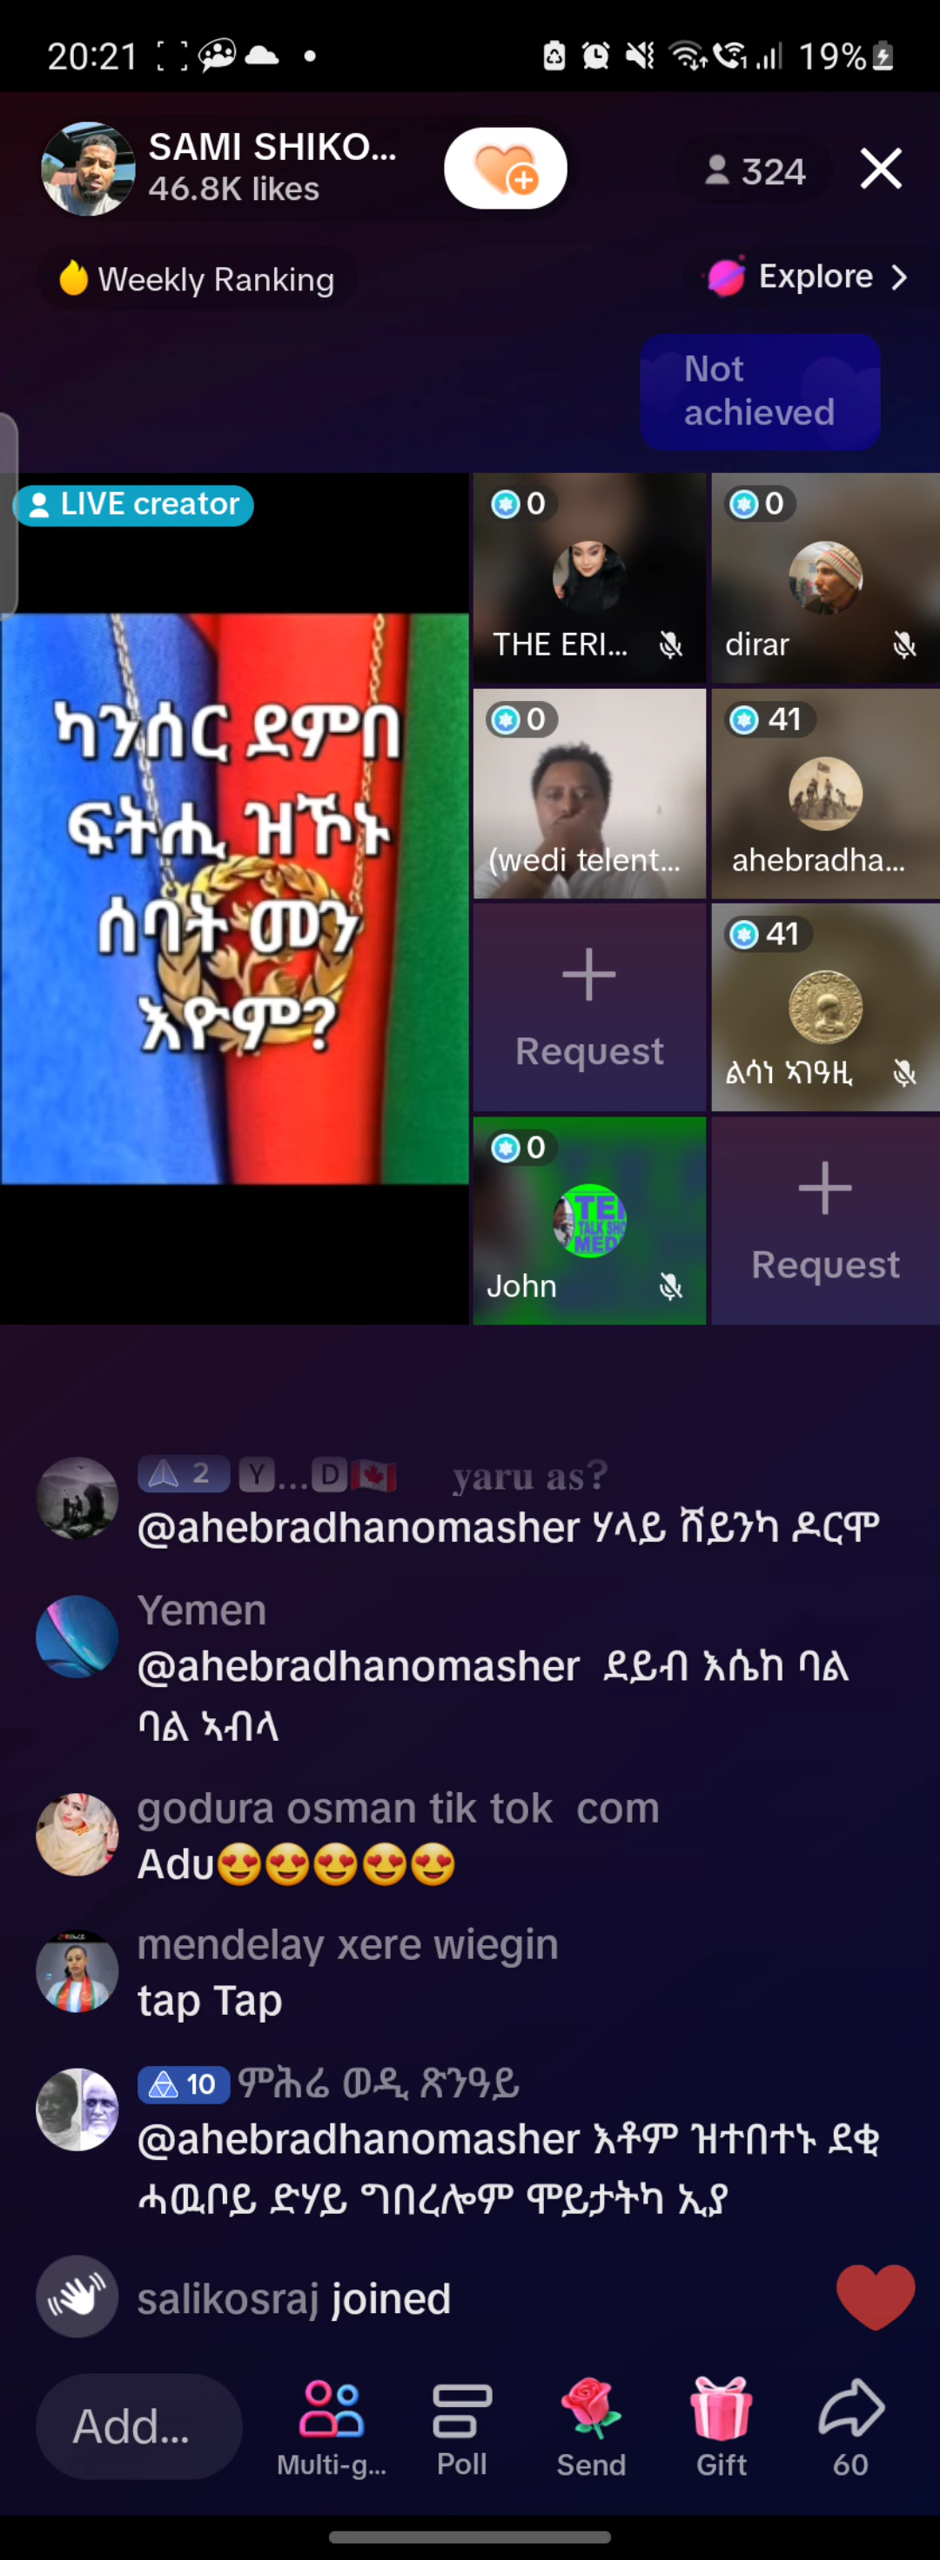 20:21
19%
SAMI SHIKO...
46.8K likes
324
Weekly Ranking
Explore
Not
achieved
LIVE creator
ካንሰር ደምበ
ፍትሒ ዝኾኑ
ሰባት መን
እዮም?
0
THE ERI...
0
dirar
0
(wedi telent...
41
ahebradha...
Request
41
ልሳነ ኣገዓዚ
0
TE
TALK SHO
MED
John
Request
2 Y...D🇨🇦 yaru as?
@ahebradhanomasher ሃላይ ሸይንካ ዶርሞ
Yemen
@ahebradhanomasher ደይብ እሴከ ባል
ባል ኣብላ
godura osman tik tok com
Adu😍😍😍😍😍
mendelay xere wiegin
tap Tap
10 ምሕሬ ወዲ ጽንዓይ
@ahebradhanomasher እቶም ዝተበተኑ ደቂ
ሓዉቦይ ድሃይ ግበረሎም ሞይታትካ ኢያ
salikosraj joined
Add...
Multi-g...
Poll
Send
Gift
60